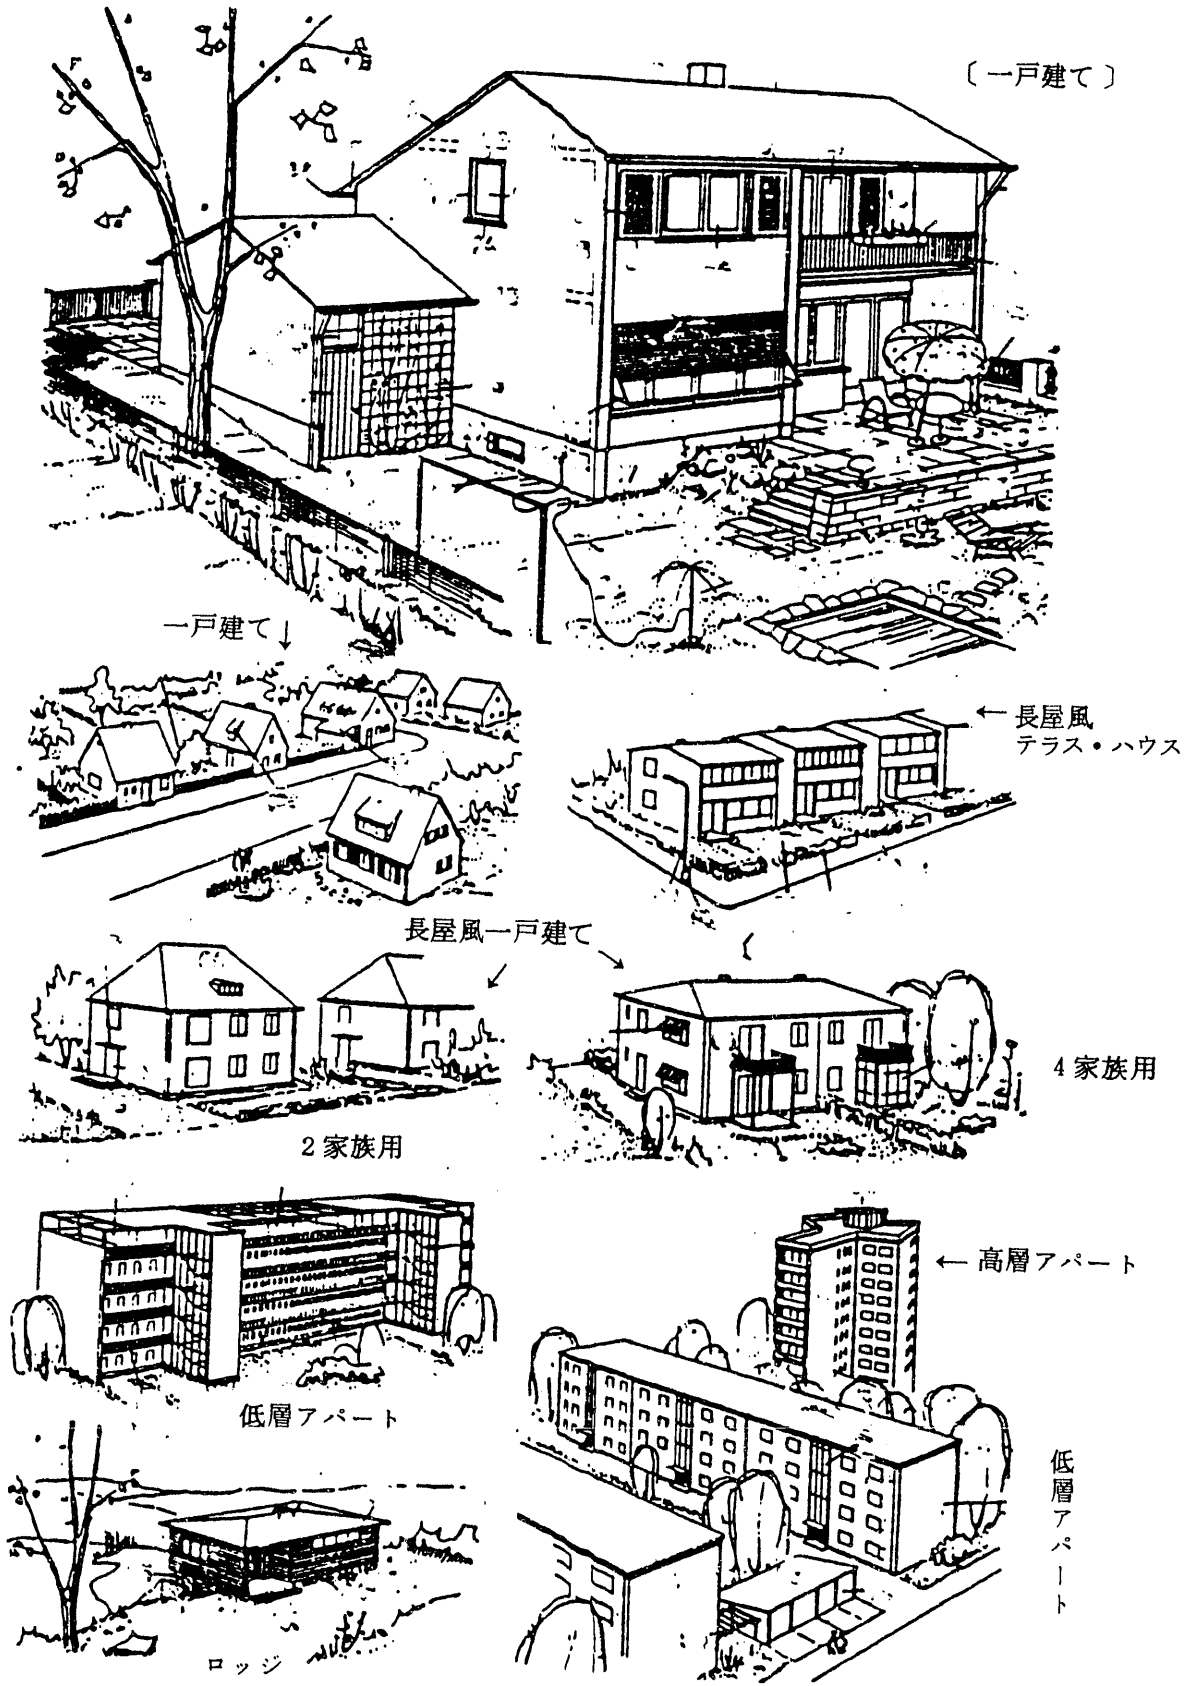 〔一戸建て〕
一戸建て↓
←長屋風
テラス・ハウス
長屋風一戸建て
4家族用
2家族用
←高層アパート
低層アパート
低層アパート
ロッジ